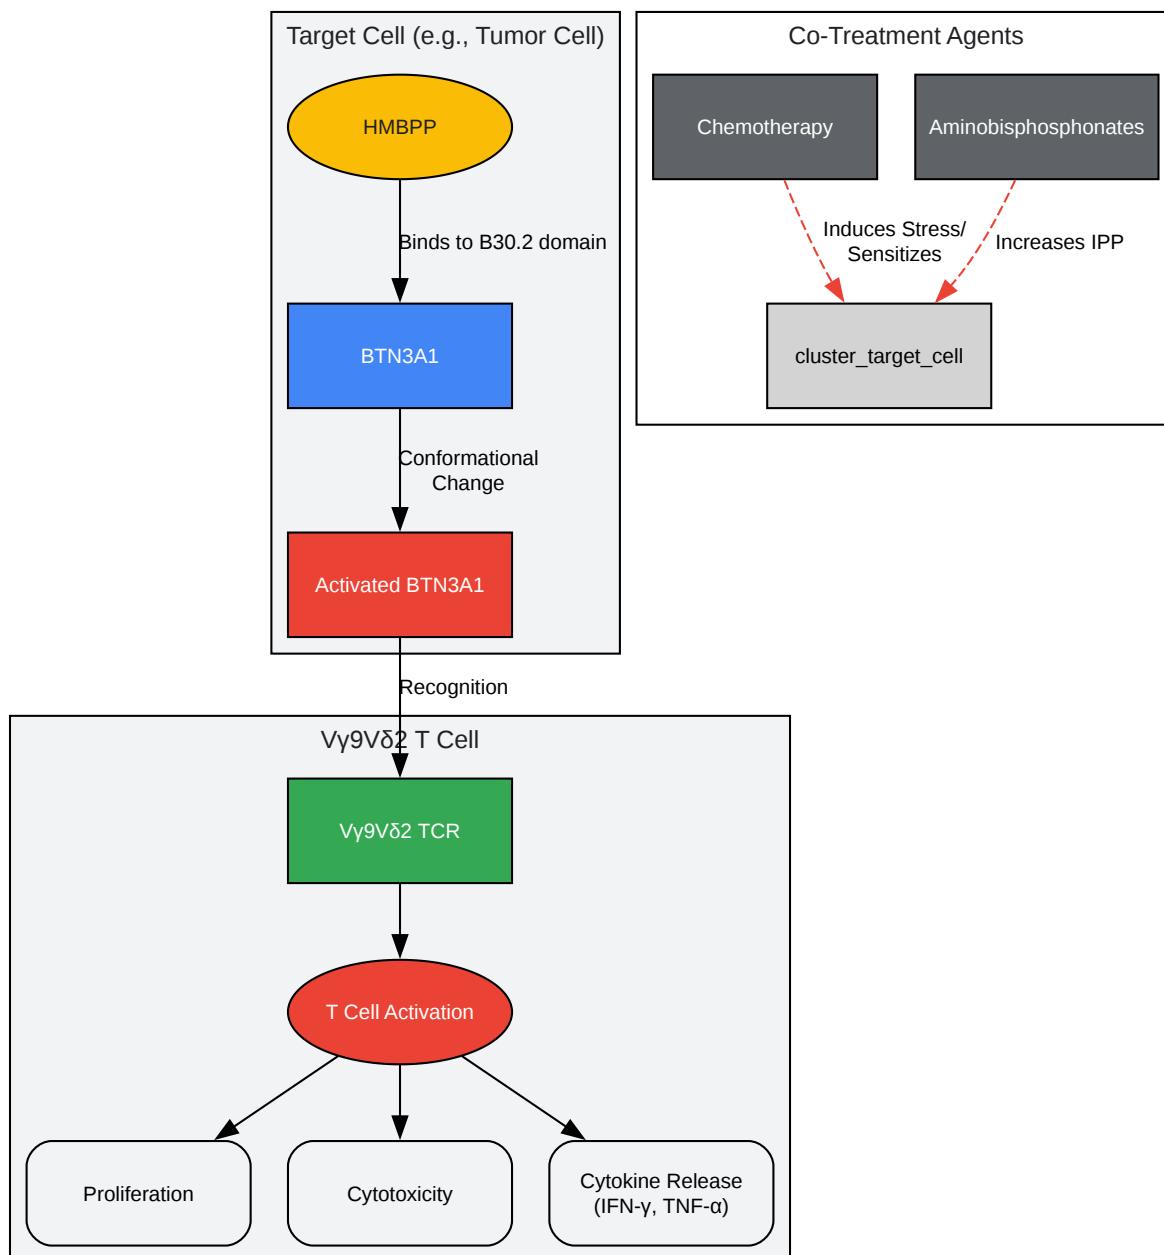 Target Cell (e.g., Tumor Cell)
HMBPP
Binds to B30.2 domain
BTN3A1
Conformational
Change
Activated BTN3A1
Recognition
Co-Treatment Agents
Chemotherapy
Aminobisphosphonates
Induces Stress/
Sensitizes
Increases IPP
cluster_target_cell
Vγ9Vδ2 T Cell
Vγ9Vδ2 TCR
T Cell Activation
Proliferation
Cytotoxicity
Cytokine Release
(IFN-γ, TNF-α)